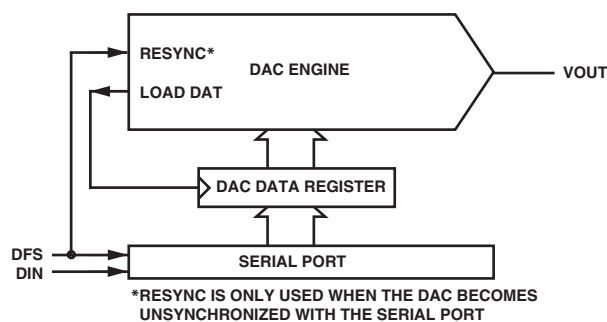 RESYNC*
DAC ENGINE
VOUT
LOAD DAT
DAC DATA REGISTER
DFS
SERIAL PORT
DIN
*RESYNC IS ONLY USED WHEN THE DAC BECOMES
UNSYNCHRONIZED WITH THE SERIAL PORT